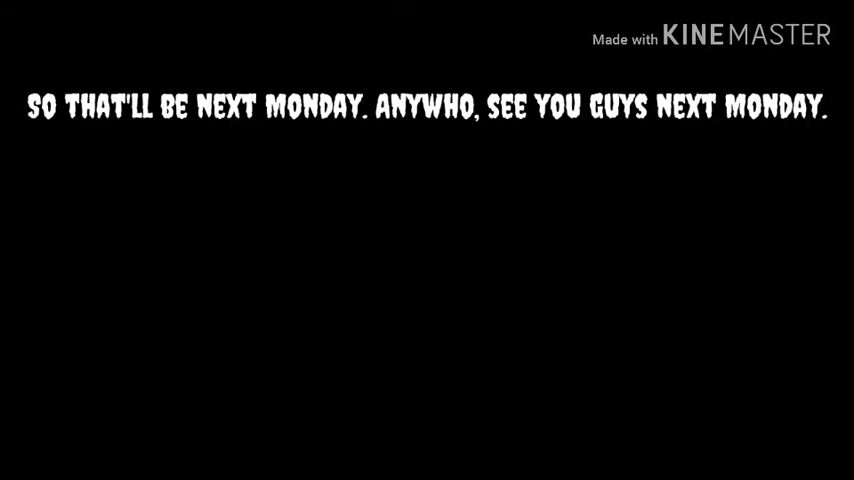 Made with KINEMASTER
SO THAT'LL BE NEXT MONDAY. ANYWHO, SEE YOU GUYS NEXT MONDAY.